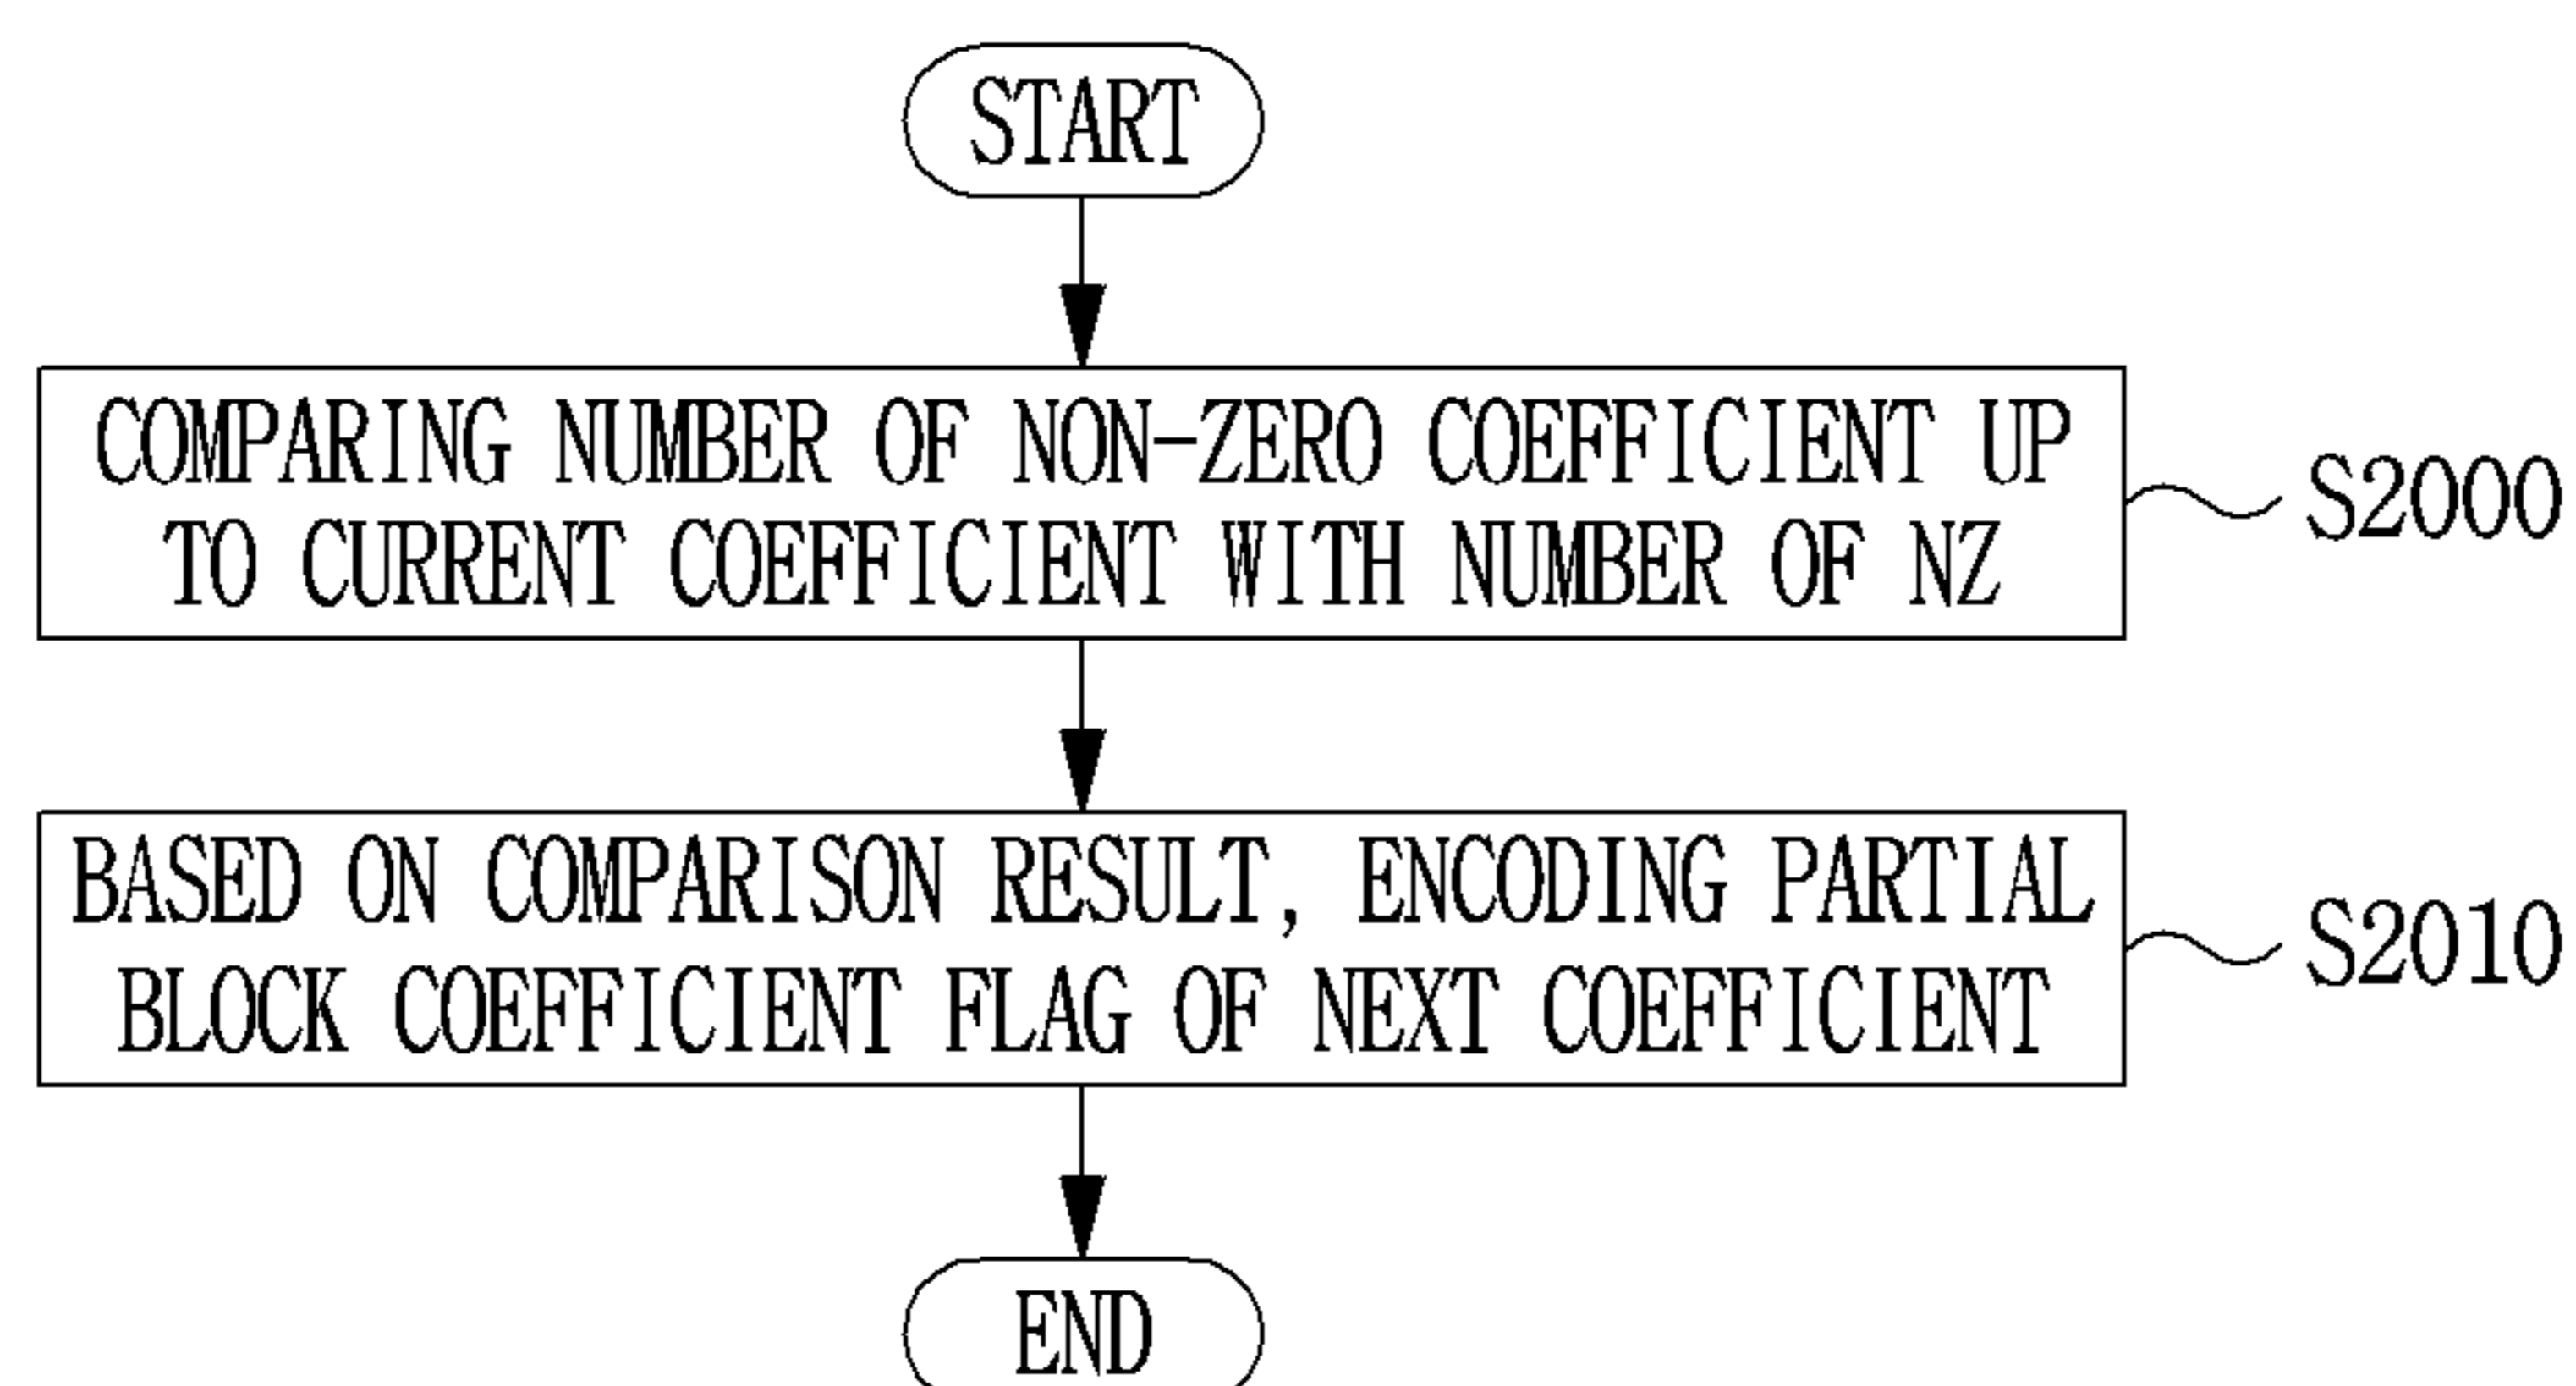 START
COMPARING NUMBER OF NON-ZERO COEFFICIENT UP
TO CURRENT COEFFICIENT WITH NUMBER OF NZ
S2000
BASED ON COMPARISON RESULT, ENCODING PARTIAL
BLOCK COEFFICIENT FLAG OF NEXT COEFFICIENT
S2010
END